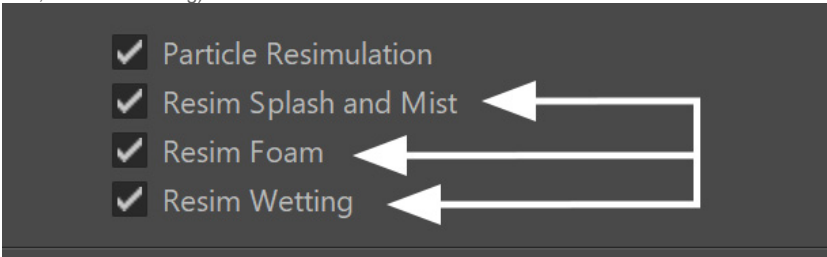 Particle Resimulation
Resim Splash and Mist
Resim Foam
Resim Wetting